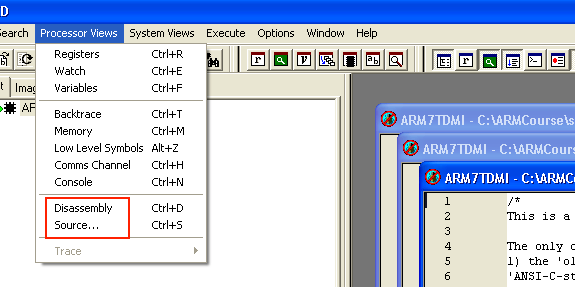 D
Search Processor Views System Views Execute Options Window Help
Registers Ctrl+R
Watch Ctrl+E
Variables Ctrl+F
Backtrace Ctrl+T
Memory Ctrl+M
Low Level Symbols Alt+Z
Comms Channel Ctrl+H
Console Ctrl+N
Disassembly Ctrl+D
Source... Ctrl+S
Trace
t Imag
AF
ARM7TDMI - C:\ARMCourse\s
ARM7TDMI - C:\ARMCours
ARM7TDMI - C:\ARMCo
1 /*
2 This is a
3
4 The only o
5 1) the 'ol
6 'ANSI-C-st